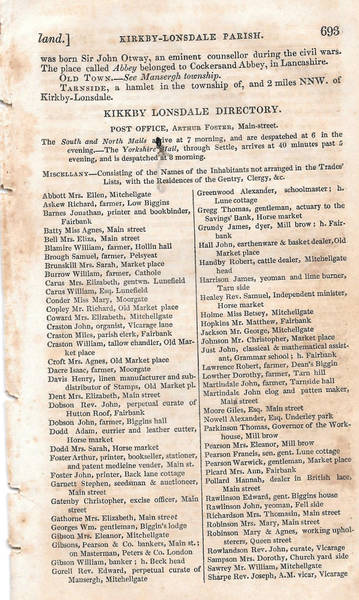 land.] KIRKBY-LONSDALE PARISH. 693
was born Sir John Otway, an eminent counsellor during the civil wars.
The place called Abbey belonged to Cockersand Abbey, in Lancashire.
OLD TOWN.—See Mansergh township.
TARNSIDE, a hamlet in the township of, and 2 miles NNW. of
Kirkby-Lonsdale.
KIKKBY LONSDALE DIRECTORY.
POST OFFICE, ARTHUR FOSTER, Main-street.
The South and North Mails arrive at 7 morning, and are despatched at 6 in the
evening.—The Yorkshire Mail, through Settle, arrives at 40 minutes past 5
evening, and is despatched at 8 morning.
MISCELLANY—Consisting of the Names of the Inhabitants not arranged in the Trades'
Lists, with the Residences of the Gentry, Clergy &c.
Abbott Mrs. Ellen, Mitchellgate
Askew Richard, farmer, Low Biggins
Barnes Jonathan, printer and bookbinder,
Fairbank
Batty Miss Agnes, Main street
Bell Mrs. Eliza, Main street
Blamire William, farmer, Hollin hall
Brough Samuel, farmer, Pelsyeat
Brunskill Mrs. Sarah, Market place
Burrow William, farmer, Cathole
Carus Mrs. Elizabeth, gentwn. Lunefield
Carus William, Esq. Lunefield
Conder Miss Mary, Moorgate
Copley Mr. Richard, Old Market place
Coward Mrs. Elizabeth, Mitchellgate
Craston John, organist, Vicarage lane
Craston Miles, parish clerk, Fairbank
Craston William, tallow chandler, Old Mar-
ket place
Croft Mrs. Agnes, Old Market place
Dacre Isaac, farmer, Moorgate
Davis Henry, linen manufacturer and sub-
distributor of Stamps, Old Market pl.
Dent Mrs. Elizabeth, Main street
Dobson Rev. John, perpetual curate of
Hutton Roof, Fairbank
Dobson John, farmer, Biggins hall
Dodd Adam, currier and leather cutter,
Horse market
Dodd Mrs. Sarah, Horse market
Foster Arthur, printer, bookseller, stationer,
and patent medicine vender, Main st.
Foster John, printer, Back lane cottage
Garnett Stephen, seedsman & auctioneer,
Main street
Gatenby Christopher, excise officer, Main
street
Gathorne Mrs. Elizabeth, Main street
Georges Wm. gentleman, Biggin's lodge
Gibson Mrs. Eleanor, Mitchellgate
Gibsons, Pearson & Co. bankers, Main st.;
on Masterman, Peters & Co. London
Gibson William, banker; h. Beck head
Gorell Rev. Edward, perpetual curate of
Mansergh, Mitchellgate
Greenwood Alexander, schoolmaster; h.
Lune cottage
Gregg Thomas, gentleman, actuary to the
Savings' Bank, Horse market
Grundy James, dyer, Mill brow; h. Fair-
bank
Hall John, earthenware & basket dealer, Old
Market place
Handby Robert, cattle dealer, Mitchellgate
head
Harrison James, yeoman and lime burner,
Tarn side
Healey Rev. Samuel, Independent minister,
Horse market
Holme Miss Betsey, Mitchellgate
Hopkins Mr. Matthew, Fairbank
Jackson Mr. George, Mitchellgate
Johnson Mr. Christopher, Market place
Just John, classical & mathematical assist-
ant, Grammar school; h. Fairbank
Lawrence Robert, farmer, Dean's Biggin
Lowther Dorothy, farmer, Tarn hill
Martindale John, farmer, Tarnside hall
Martindale John clog and patten maker,
Main street
Moore Giles, Esq. Main street
Nowell Alexander, Esq. Underley park
Parkinson Thomas, Governor of the Work-
house, Mill brow
Pearson Mrs. Eleanor, Mill brow
Pearson Francis, sen. gent. Lune cottage
Pearson Warwick, gentleman, Market place
Picard Mrs. Ann, Fairbank
Pollard Hannah, dealer in British lace,
Main street
Rawlinson Edward, gent. Biggins house
Rawlinson John, yeoman, Fell side
Richardson Mrs. Thomasin, Main street
Robinson Mrs. Mary, Main street
Robinson Mary & Agnes, working uphol-
sterers, Queen street
Rowlandson Rev. John, curate, Vicarage
Sampson Mrs. Dorothy, Church yard side
Sawrey Mr. William, Mitchellgate
Sharpe Rev. Joseph, A.M. vicar, Vicarage